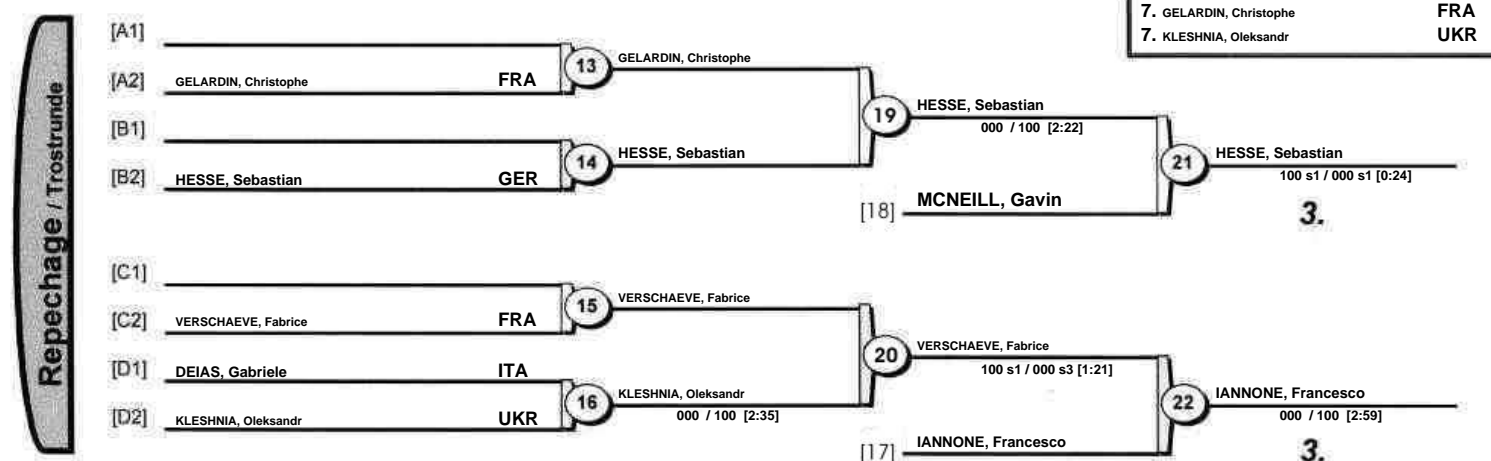 7. GELARDIN, Christophe FRA
7. KLESHNIA, Oleksandr UKR
Repechage / Trostrunde
[A1]
[A2] GELARDIN, Christophe FRA
13 GELARDIN, Christophe
[B1]
[B2] HESSE, Sebastian GER
14 HESSE, Sebastian
19 HESSE, Sebastian
000 / 100 [2:22]
[18] MCNEILL, Gavin
21 HESSE, Sebastian
100 s1 / 000 s1 [0:24]
3.
[C1]
[C2] VERSCHAEVE, Fabrice FRA
15 VERSCHAEVE, Fabrice
[D1] DEIAS, Gabriele ITA
[D2] KLESHNIA, Oleksandr UKR
16 KLESHNIA, Oleksandr
000 / 100 [2:35]
20 VERSCHAEVE, Fabrice
100 s1 / 000 s3 [1:21]
[17] IANNONE, Francesco
22 IANNONE, Francesco
000 / 100 [2:59]
3.